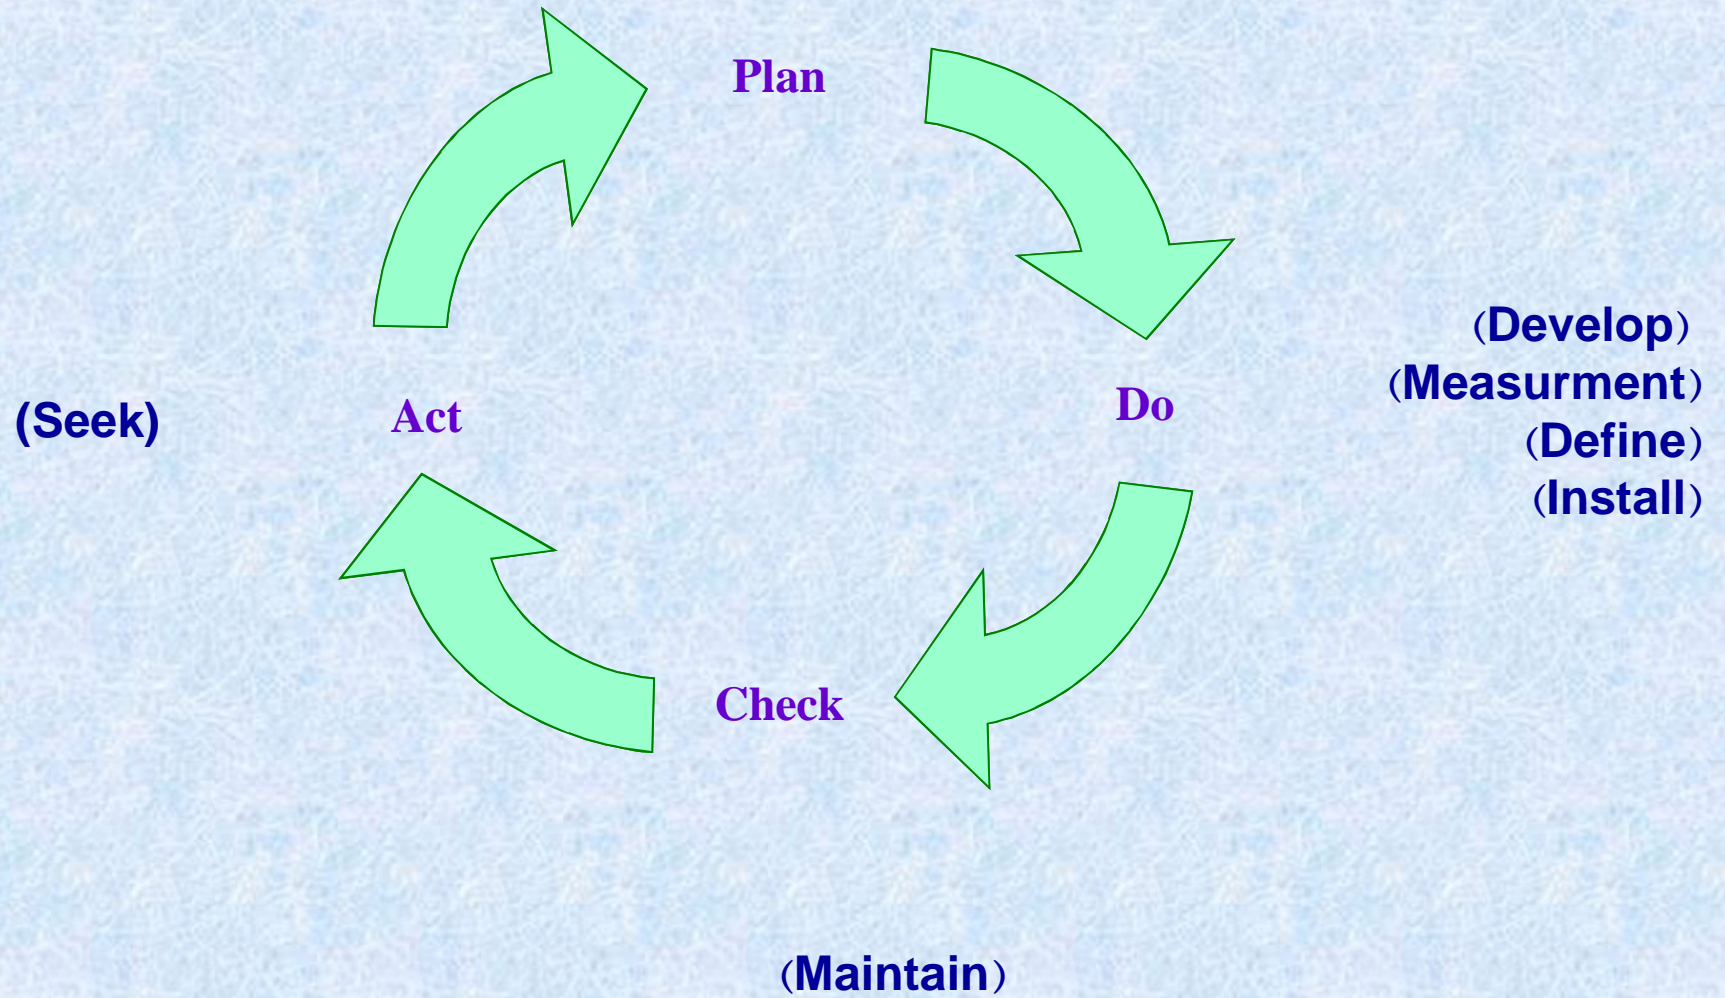 Plan
(Develop)
(Measurment)
(Seek)
Act
Do
(Define)
(Install)
Check
(Maintain)